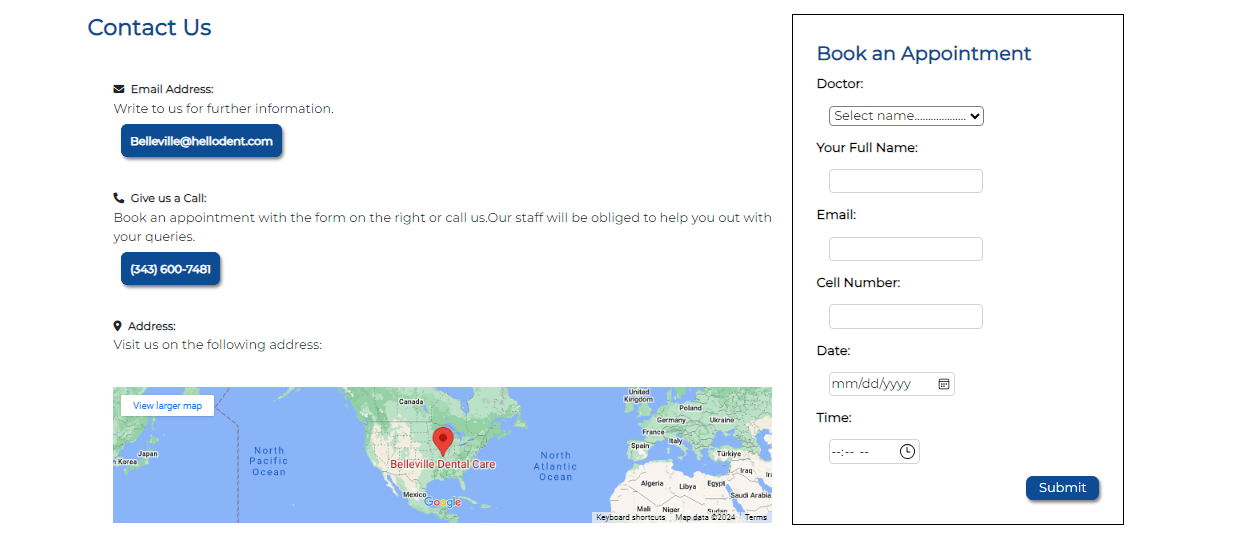 Contact Us
Email Address:
Write to us for further information.
Belleville@hellodent.com
Give us a Call:
Book an appointment with the form on the right or call us.Our staff will be obliged to help you out with
your queries.
(343) 600-7481
Address:
Visit us on the following address:
View larger map
Canada
United
Kingdom
Poland
Germany
Ukraine
France
Italy
Spain
Türkiye
Japan
Korea
North
Pacific
Ocean
Belleville Dental Care
North
Atlantic
Ocean
Iraq
Algeria
Libya
Egypt
Saudi Arabia
Mexico
Google
Mali
Niger
Sudan
Keyboard shortcuts
Map data ©2024
Terms
Book an Appointment
Doctor:
Select name..................
Your Full Name:
Email:
Cell Number:
Date:
mm/dd/yyyy
Time:
--:-- --
Submit